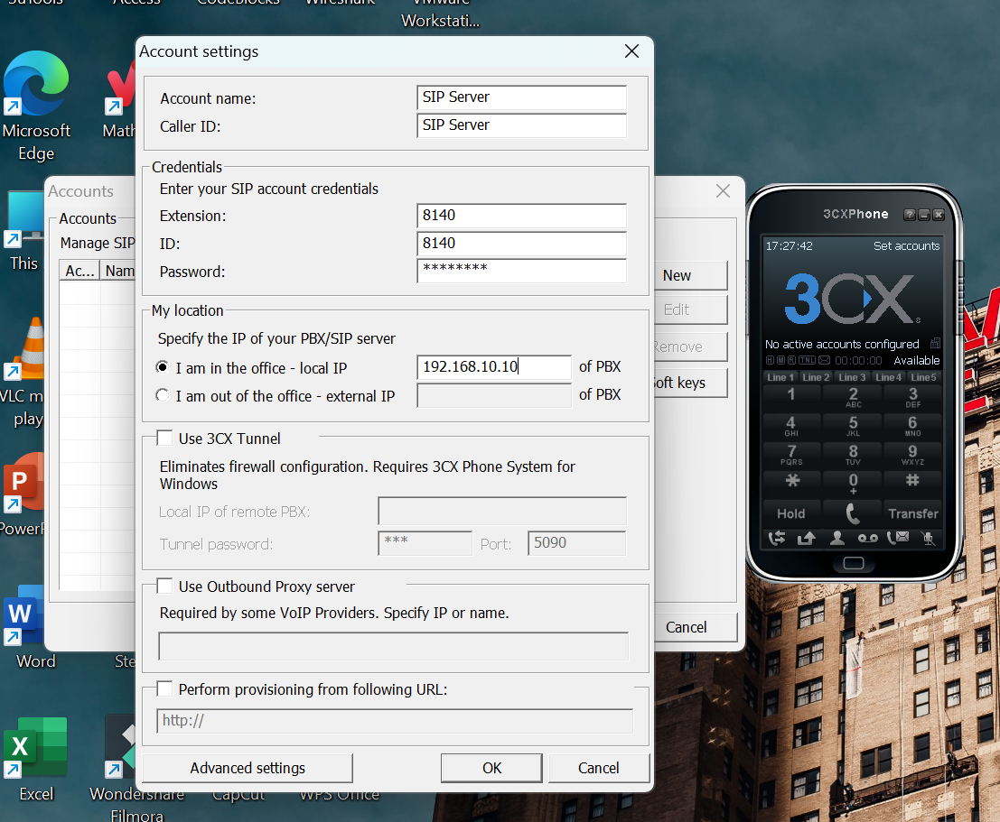 Access
CodeBlocks
Wireshark
VMware
Workstati...
Microsoft
Edge
Math
This
VLC m
play
PowerP
Word
Ste
Excel
Wondershare
Filmora
CapCut
WPS Office
Accounts
Accounts
Manage SIP
Ac...
Nam
New
Edit
Remove
Soft keys
Cancel
Account settings
Account name:
SIP Server
Caller ID:
SIP Server
Credentials
Enter your SIP account credentials
Extension:
8140
ID:
8140
Password:
********
My location
Specify the IP of your PBX/SIP server
I am in the office - local IP
192.168.10.10
of PBX
I am out of the office - external IP
of PBX
Use 3CX Tunnel
Eliminates firewall configuration. Requires 3CX Phone System for
Windows
Local IP of remote PBX:
Tunnel password:
***
Port:
5090
Use Outbound Proxy server
Required by some VoIP Providers. Specify IP or name.
Perform provisioning from following URL:
http://
Advanced settings
OK
Cancel
3CXPhone
17:27:42
Set accounts
3CX
No active accounts configured
H M R TNL 00:00:00 Available
Line 1 Line 2 Line 3 Line4 Line5
1 2 3
ABC DEF
4 5 6
GHI JKL MNO
7 8 9
PQRS TUV WXYZ
* 0 #
+
Hold
Transfer